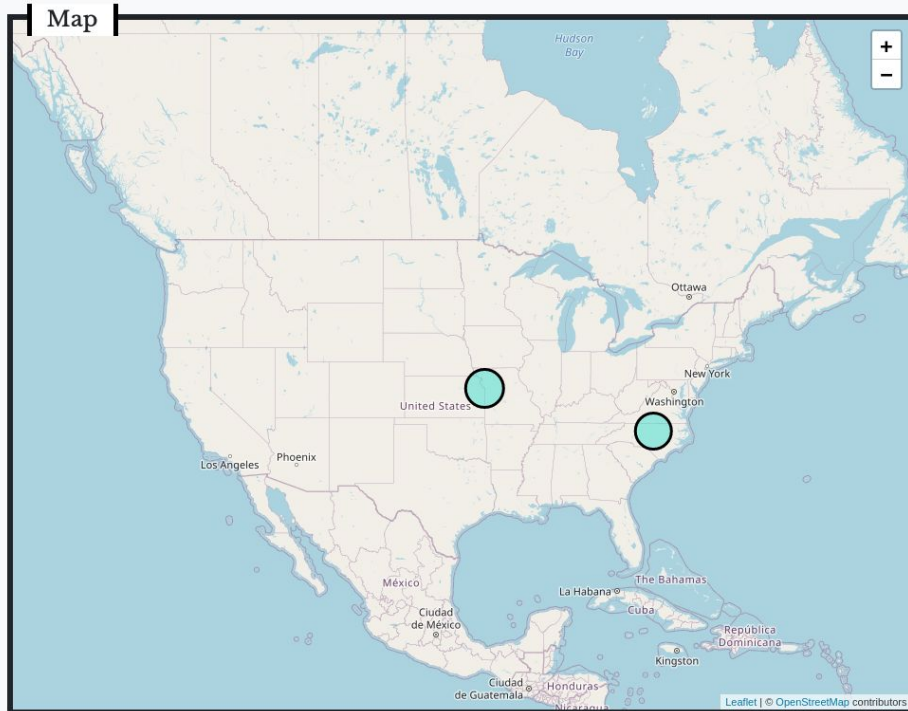 Map
Hudson
Bay
+
−
Ottawa
New York
Washington
United States
Los Angeles
Phoenix
México
Ciudad
de México
La Habana
The Bahamas
Cuba
República
Dominicana
Kingston
Ciudad
de Guatemala
Honduras
Nicaragua
Leaflet | © OpenStreetMap contributors